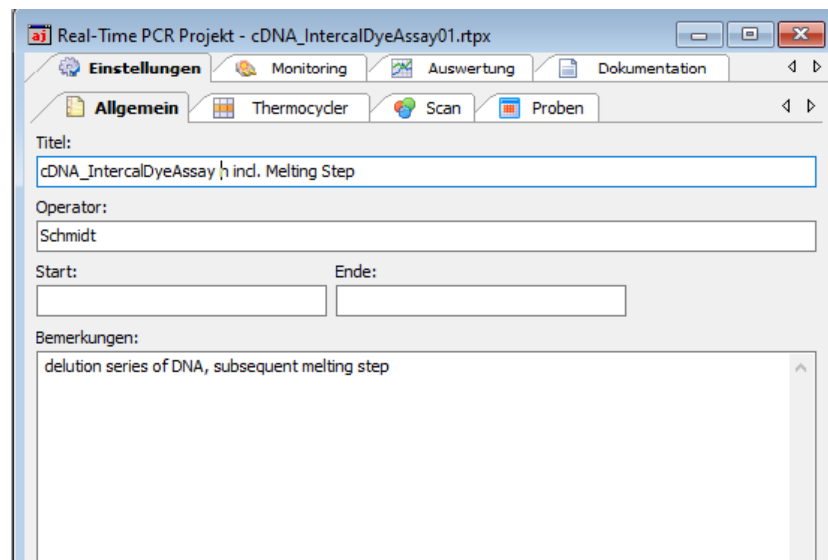 aj Real-Time PCR Projekt - cDNA_IntercalDyeAssay01.rtpx
Einstellungen Monitoring Auswertung Dokumentation
Allgemein Thermocycler Scan Proben
Titel:
cDNA_IntercalDyeAssay h incl. Melting Step
Operator:
Schmidt
Start: Ende:
Bemerkungen:
delution series of DNA, subsequent melting step